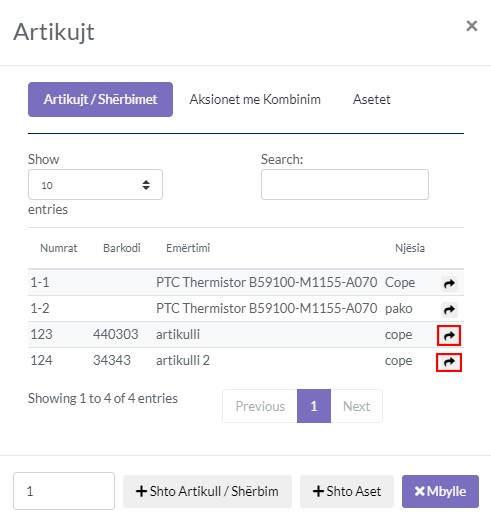 Artikujt
×
Artikujt / Shërbimet Aksionet me Kombinim Asetet
Show Search:
10
entries
Numrat Barkodi Emërtimi Njësia
1-1 PTC Thermistor B59100-M1155-A070 Cope
1-2 PTC Thermistor B59100-M1155-A070 pako
123 440303 artikulli cope
124 34343 artikulli 2 cope
Showing 1 to 4 of 4 entries Previous 1 Next
1 +Shto Artikull / Shërbim +Shto Aset ×Mbylle